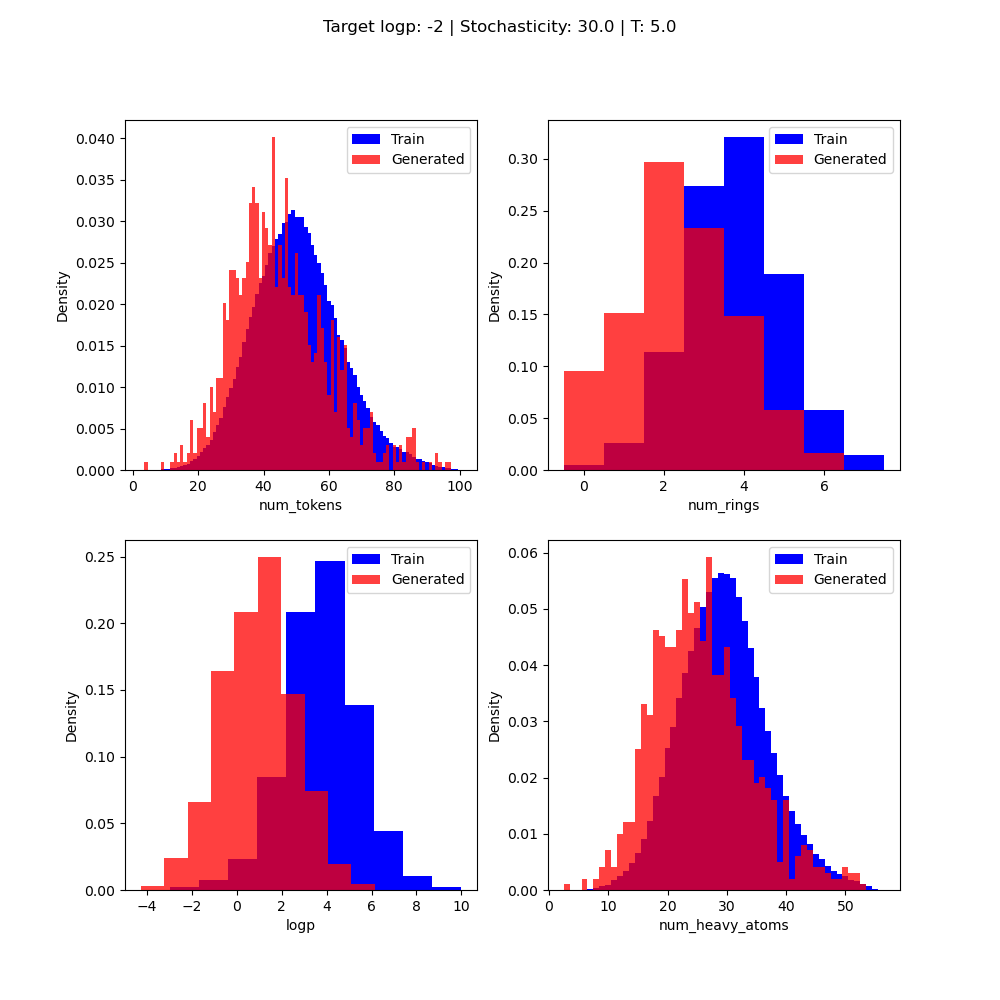 Target logp: -2 | Stochasticity: 30.0 | T: 5.0
0.040
0.035
0.030
0.025
0.020
0.015
0.010
0.005
0.000
Density
0 20 40 60 80 100
num_tokens
Train
Generated
0.30
0.25
0.20
0.15
0.10
0.05
0.00
Density
0 2 4 6
num_rings
Train
Generated
0.25
0.20
0.15
0.10
0.05
0.00
Density
−4 −2 0 2 4 6 8 10
logp
Train
Generated
0.06
0.05
0.04
0.03
0.02
0.01
0.00
Density
0 10 20 30 40 50
num_heavy_atoms
Train
Generated